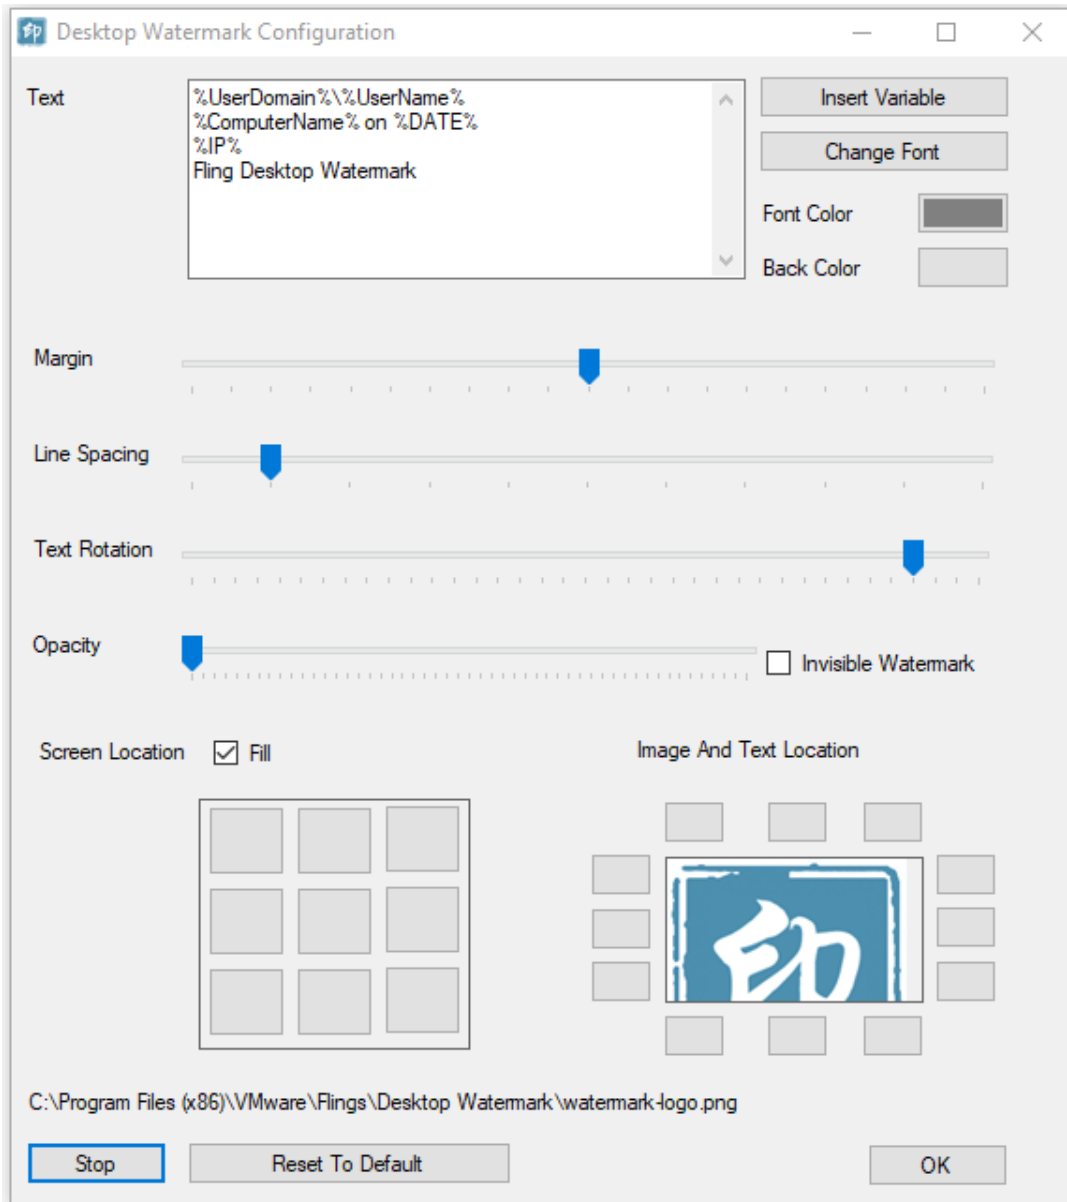 印 Desktop Watermark Configuration
Text
%UserDomain%\%UserName%
%ComputerName% on %DATE%
%IP%
Fling Desktop Watermark
Insert Variable
Change Font
Font Color
Back Color
Margin
Line Spacing
Text Rotation
Opacity
Invisible Watermark
Screen Location
Fill
Image And Text Location
印
C:\Program Files (x86)\VMware\Flings\Desktop Watermark\watermark-logo.png
Stop
Reset To Default
OK